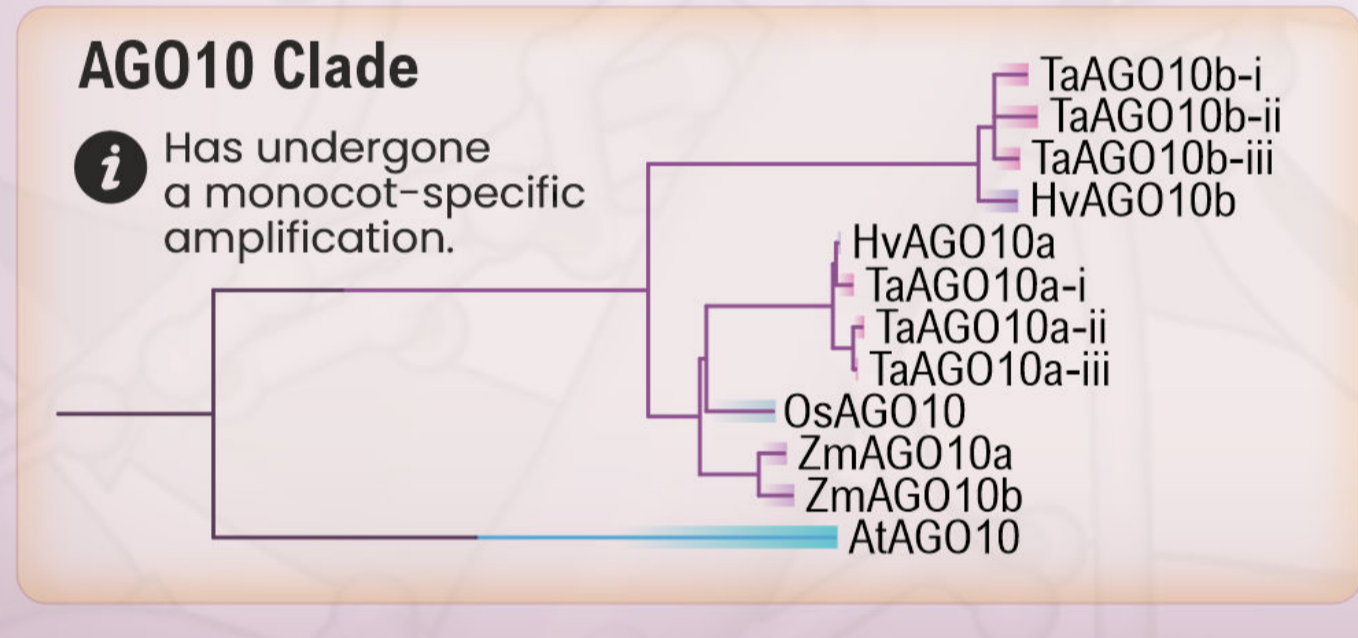 AGO10 Clade
i
Has undergone
a monocot-specific
amplification.
TaAGO10b-i
TaAGO10b-ii
TaAGO10b-iii
HvAGO10b
HvAGO10a
TaAGO10a-i
TaAGO10a-ii
TaAGO10a-iii
OsAGO10
ZmAGO10a
ZmAGO10b
AtAGO10